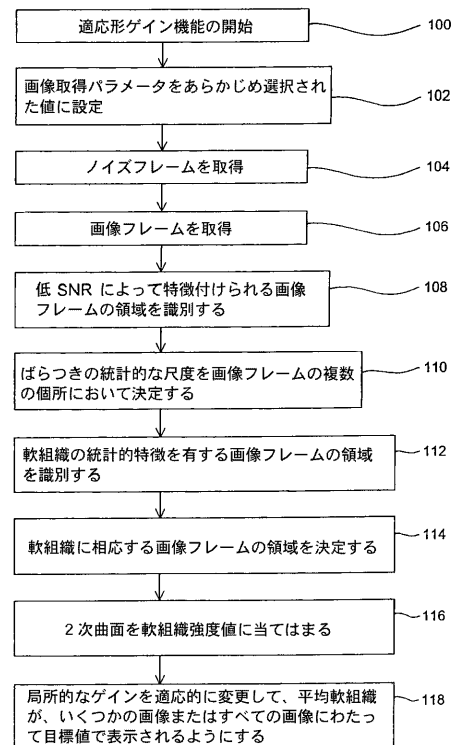 適応形ゲイン機能の開始
100
画像取得パラメータをあらかじめ選択され
た値に設定
102
ノイズフレームを取得
104
画像フレームを取得
106
低 SNR によって特徴付けられる画像
フレームの領域を識別する
108
ばらつきの統計的な尺度を画像フレームの複数
の個所において決定する
110
軟組織の統計的特徴を有する画像フレームの領域
を識別する
112
軟組織に相応する画像フレームの領域を決定する
114
2次曲面を軟組織強度値に当てはまる
116
局所的なゲインを適応的に変更して、平均軟組織
が、いくつかの画像またはすべての画像にわたっ
て目標値で表示されるようにする
118